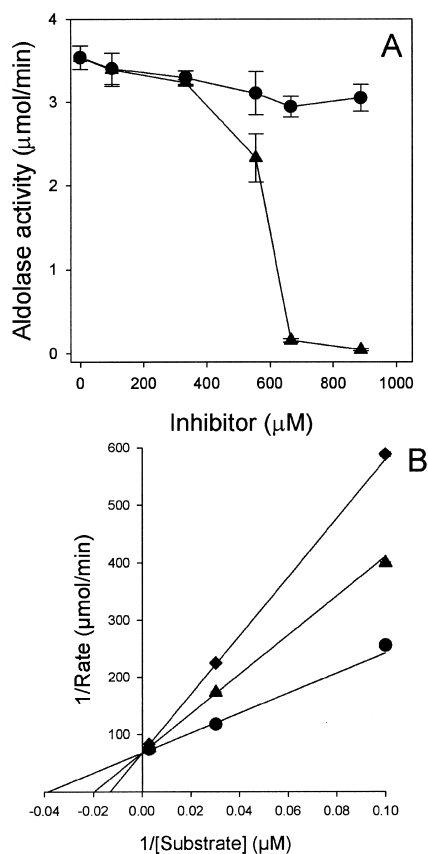 A
Aldolase activity (μmol/min)
4
3
2
1
0
0 200 400 600 800 1000
Inhibitor (μM)
B
1/Rate (μmol/min)
600
500
400
300
200
100
-0.04 -0.02 0.00 0.02 0.04 0.06 0.08 0.10
1/[Substrate] (μM)